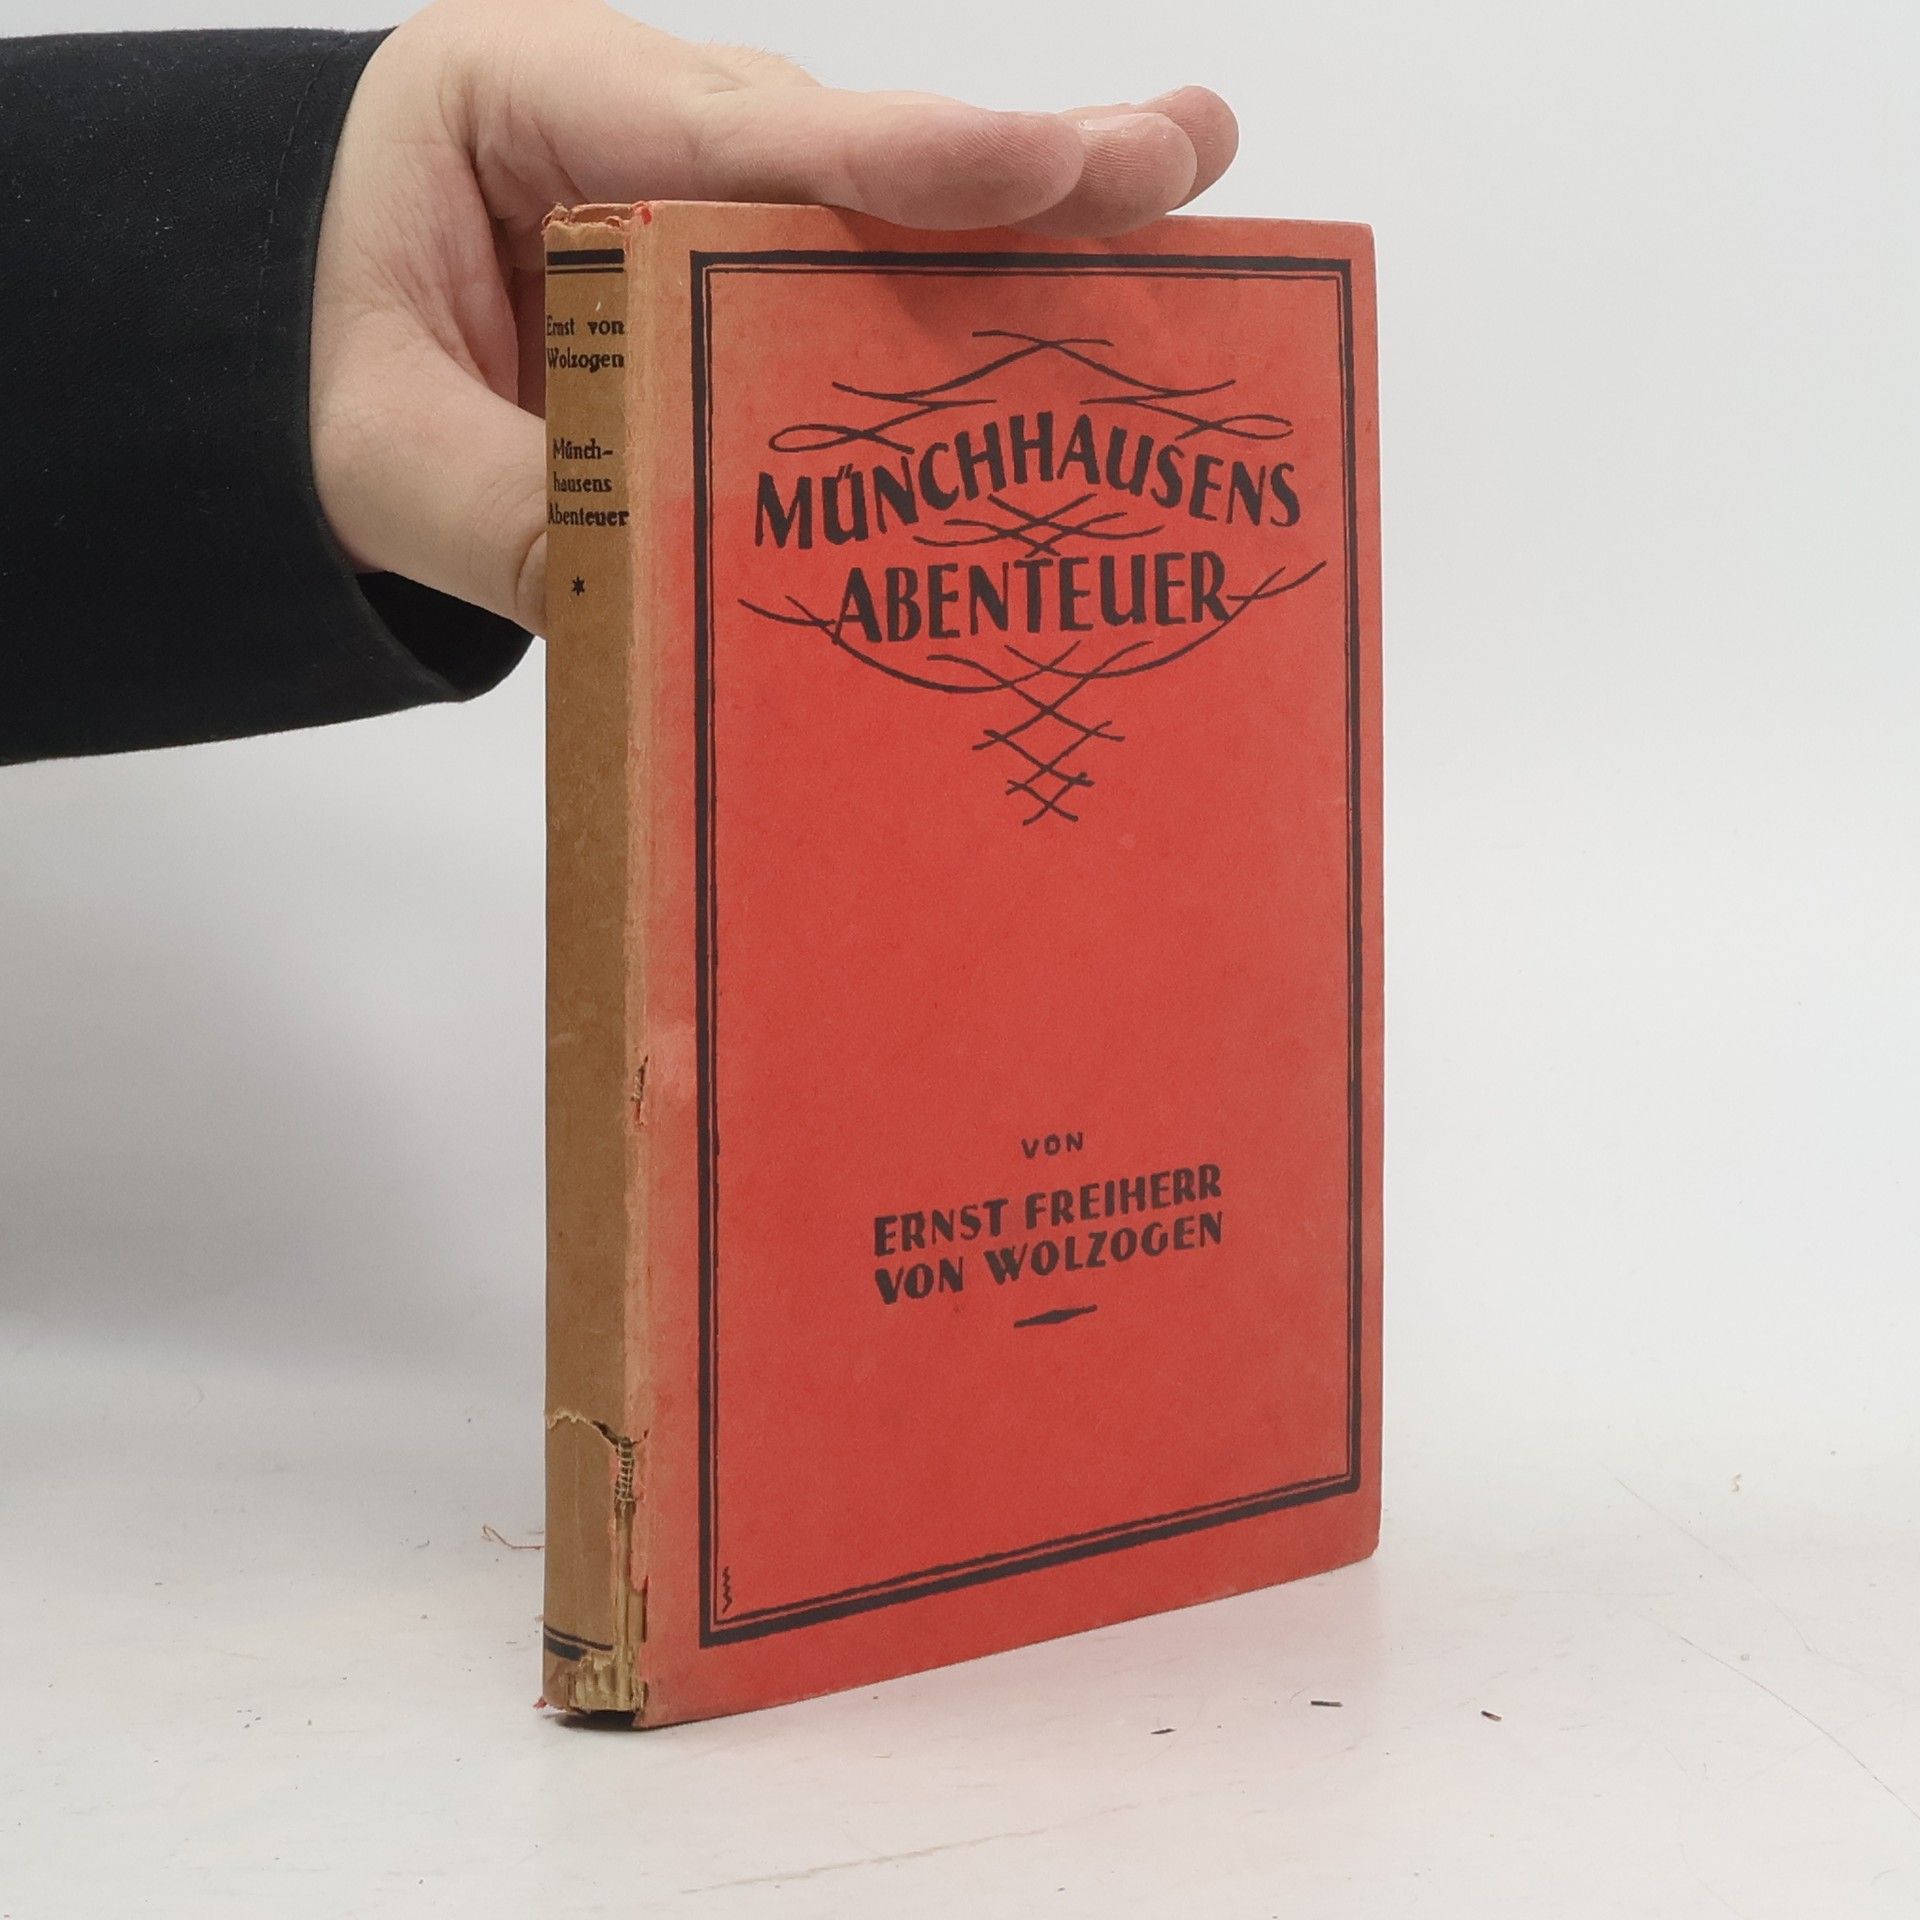 Ernst von
Wolzogen
Münch-
hausens
Abenteuer
MÜNCHHAUSENS
ABENTEUER
VON
ERNST FREIHERR
VON WOLZOGEN